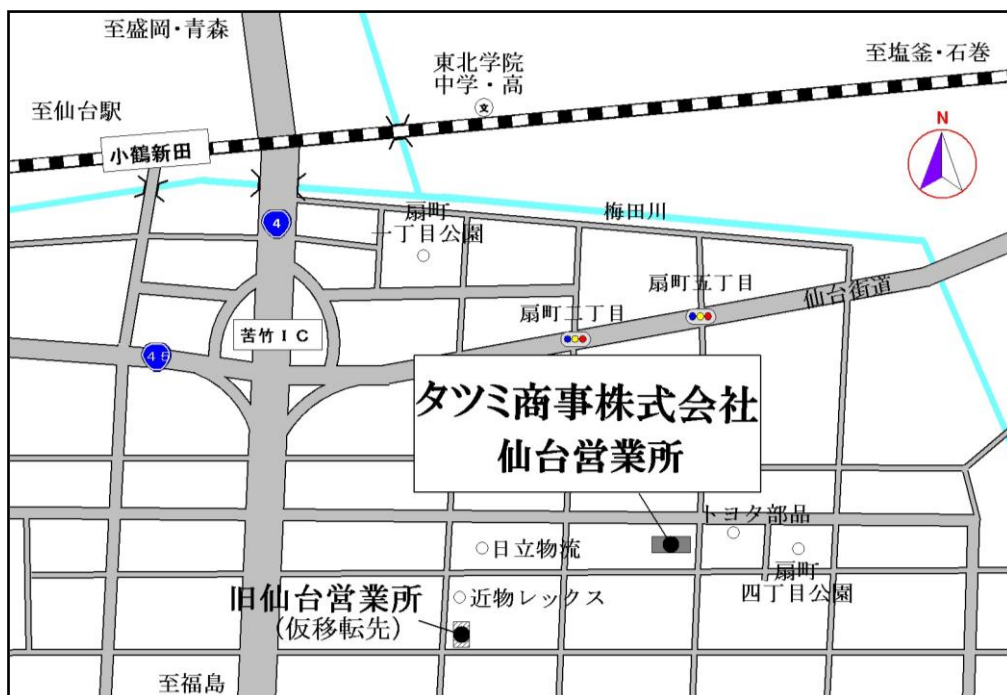 至盛岡・青森
東北学院
中学・高
文
至塩釜・石巻
至仙台駅
小鶴新田
N
4
扇町
一丁目公園
梅田川
扇町五丁目
仙台街道
扇町二丁目
苦竹IC
45
タツミ商事株式会社
仙台営業所
トヨタ部品
日立物流
扇町
四丁目公園
旧仙台営業所
(仮移転先)
近物レックス
至福島